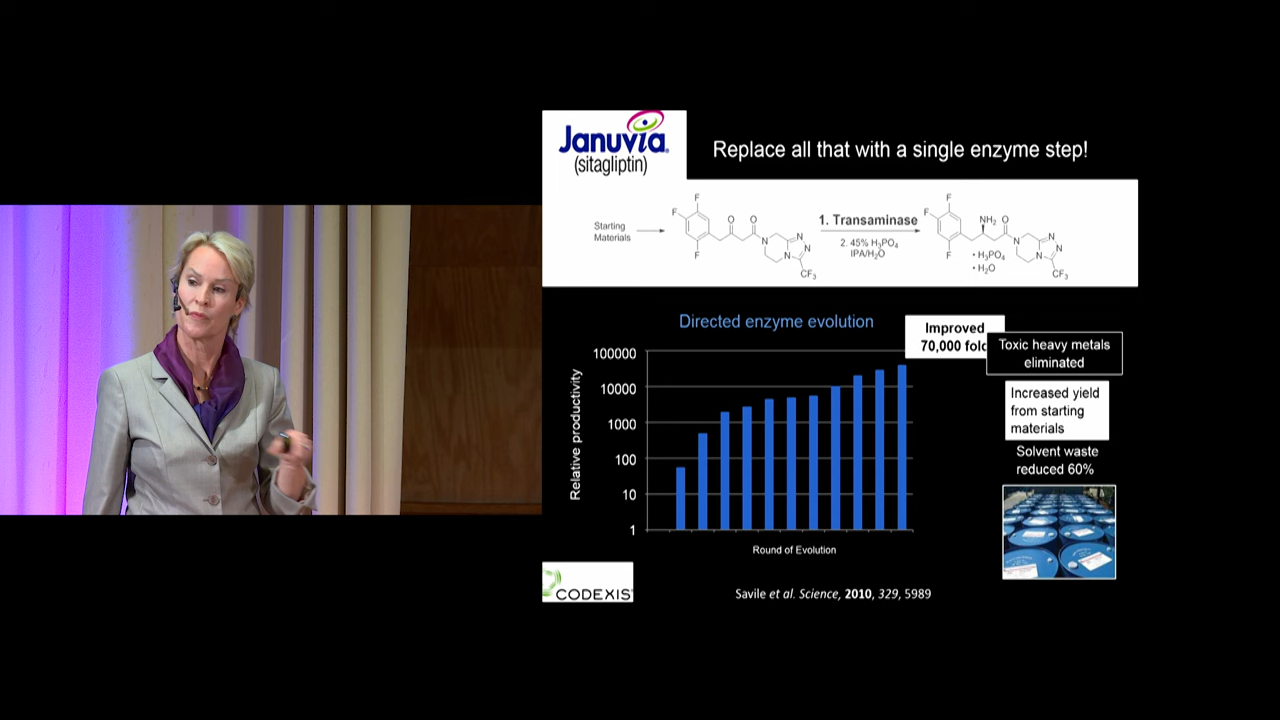 Januvia®
(sitagliptin)
Replace all that with a single enzyme step!
Starting
Materials
F
F
F
O
O
N
N
N
N
CF₃
1. Transaminase
2. 45% H₃PO₄
IPA/H₂O
F
F
F
NH₂
O
N
N
N
N
CF₃
• H₃PO₄
• H₂O
Directed enzyme evolution
Improved
70,000 fold
Toxic heavy metals
eliminated
Increased yield
from starting
materials
Solvent waste
reduced 60%
Relative productivity
100000
10000
1000
100
10
1
Round of Evolution
CODEXIS
Savile et al. Science, 2010, 329, 5989